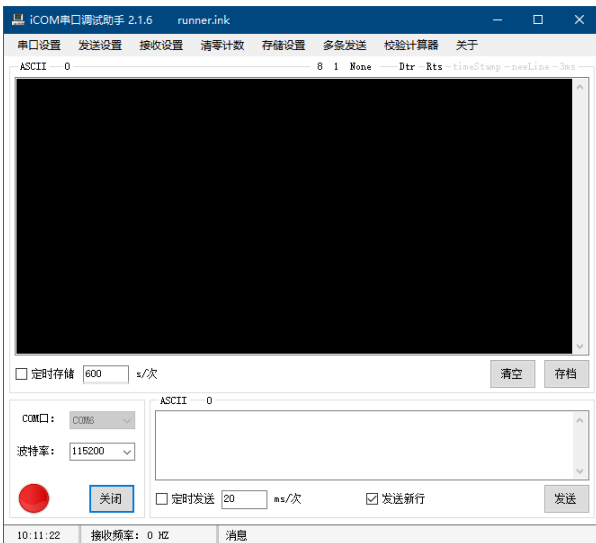 iCOM串口调试助手 2.1.6 runner.ink
串口设置 发送设置 接收设置 清零计数 存储设置 多条发送 校验计算器 关于
ASCII 0 8 1 None Dtr Rts timeStamp neeLine 3ms
定时存储 600 s/次 清空 存档
ASCII 0
COM口: COM6
波特率: 115200
关闭 定时发送 20 ms/次 发送新行 发送
10:11:22 接收频率: 0 HZ 消息